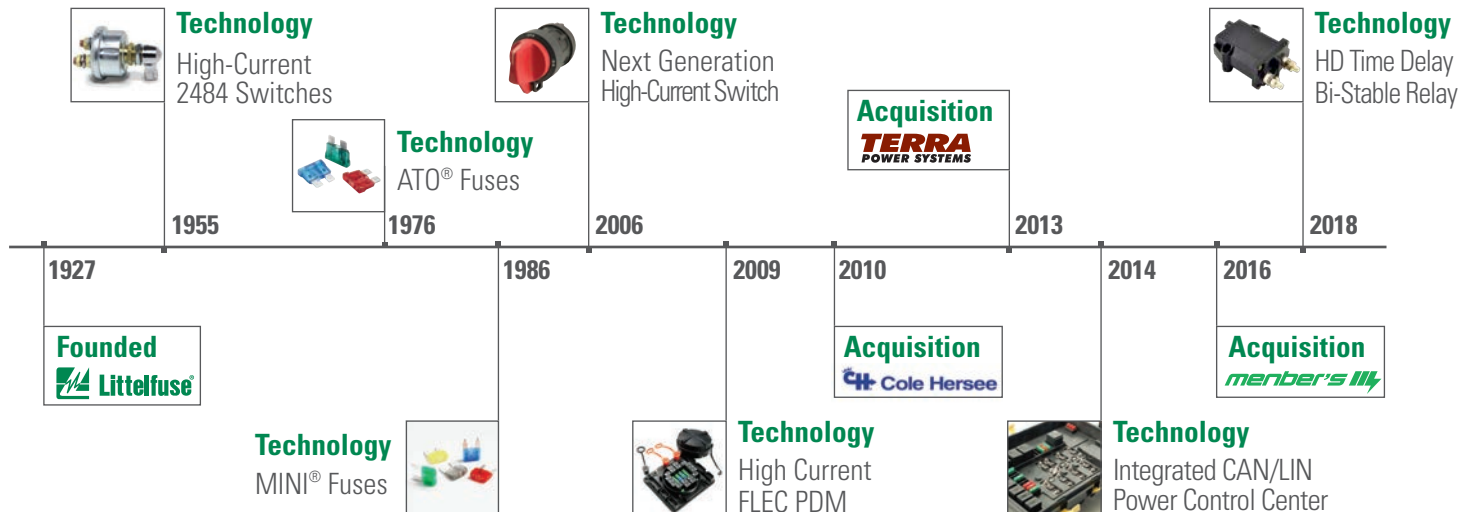 Technology
High-Current
2484 Switches
1955
Technology
ATO® Fuses
1976
Technology
Next Generation
High-Current Switch
2006
Acquisition
TERRA
POWER SYSTEMS
2013
Technology
HD Time Delay
Bi-Stable Relay
2018
1927
Founded
Littelfuse®
1986
Technology
MINI® Fuses
2009
Technology
High Current
FLEC PDM
2010
Acquisition
CH Cole Hersee
2014
Technology
Integrated CAN/LIN
Power Control Center
2016
Acquisition
menber's